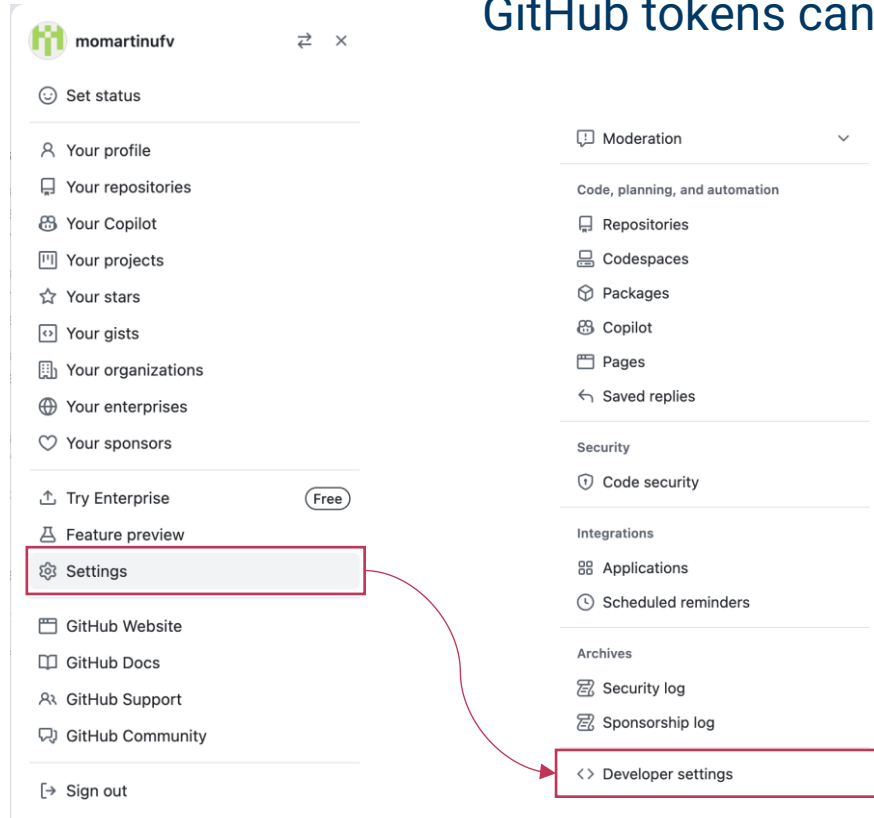 GitHub tokens can
momartinufv
Set status
Your profile
Your repositories
Your Copilot
Your projects
Your stars
Your gists
Your organizations
Your enterprises
Your sponsors
Try Enterprise Free
Feature preview
Settings
GitHub Website
GitHub Docs
GitHub Support
GitHub Community
Sign out
Moderation
Code, planning, and automation
Repositories
Codespaces
Packages
Copilot
Pages
Saved replies
Security
Code security
Integrations
Applications
Scheduled reminders
Archives
Security log
Sponsorship log
Developer settings